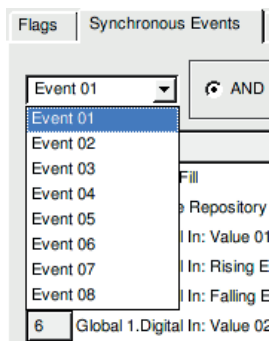 Flags Synchronous Events
Event 01 AND
Event 01
Event 02
Event 03
Fill
Event 04
Repository
Event 05
l In: Value 01
Event 06
Event 07
l In: Rising E
Event 08
l In: Falling E
6 Global 1.Digital In: Value 02